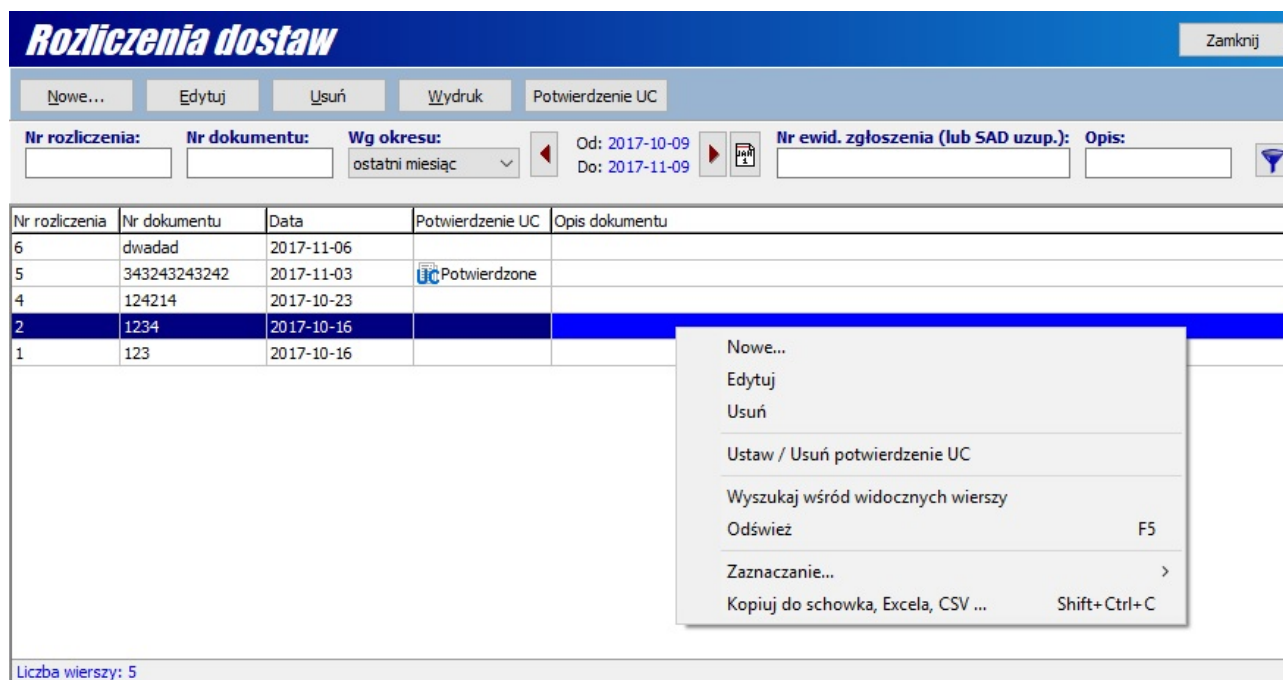 Rozliczenia dostaw
Zamknij
Nowe... Edytuj Usuń Wydruk Potwierdzenie UC
Nr rozliczenia: Nr dokumentu: Wg okresu: Od: 2017-10-09 Nr ewid. zgłoszenia (lub SAD uzup.): Opis:
ostatni miesiąc Do: 2017-11-09
Nr rozliczenia Nr dokumentu Data Potwierdzenie UC Opis dokumentu
6 dwadad 2017-11-06
5 343243243242 2017-11-03 UC Potwierdzone
4 124214 2017-10-23
2 1234 2017-10-16
1 123 2017-10-16
Nowe...
Edytuj
Usuń
Ustaw / Usuń potwierdzenie UC
Wyszukaj wśród widocznych wierszy
Odśwież F5
Zaznaczanie...
Kopiuj do schowka, Excela, CSV ... Shift+Ctrl+C
Liczba wierszy: 5